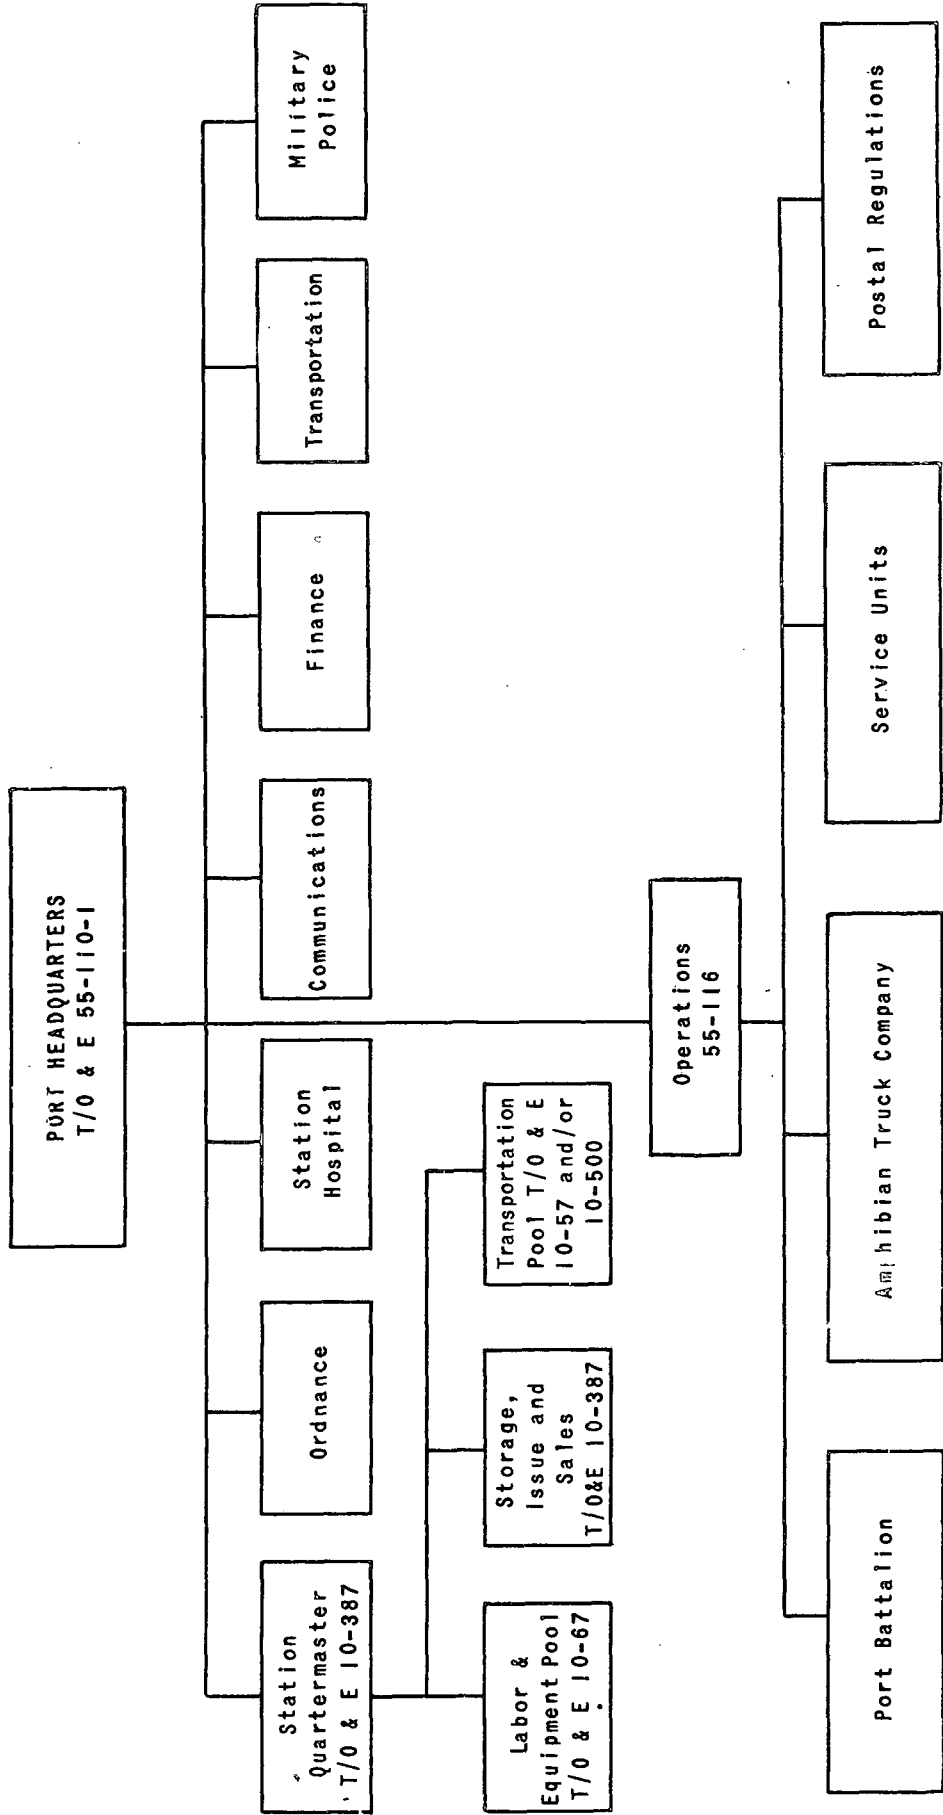 PORT HEADQUARTERS
T/O & E 55-110-1
Station
Quartermaster
T/O & E 10-387
Ordnance
Station
Hospital
Communications
Finance
Transportation
Military
Police
Labor &
Equipment Pool
T/O & E 10-67
Storage,
Issue and
Sales
T/O&E 10-387
Transportation
Pool T/O & E
10-57 and/or
10-500
Operations
55-116
Port Battalion
Amphibian Truck Company
Service Units
Postal Regulations